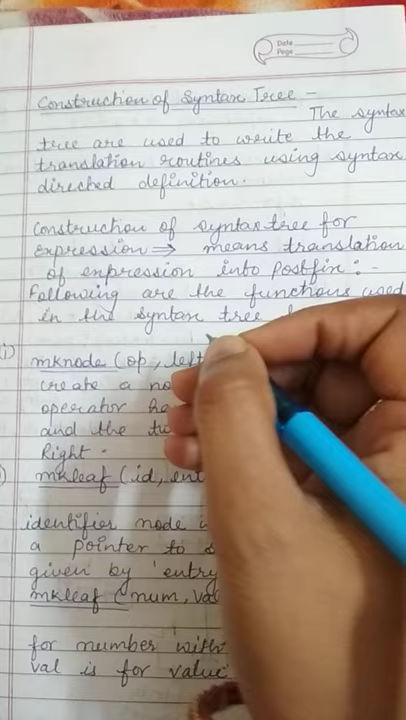 Date
Page
Construction of Syntax Tree -
The syntax
tree are used to write the
translation routines using syntax
directed definition.
Construction of syntax tree for
expression ⇒ means translation
of expression into postfix :-
Following are the functions used
in the syntax tree
i) mknode (op, left
create a no
operator ha
and the tw
Right.
) mkleaf (id, ent
identifier node
a pointer to
given by 'entry
mkleaf (num, va
for number with
val is for value